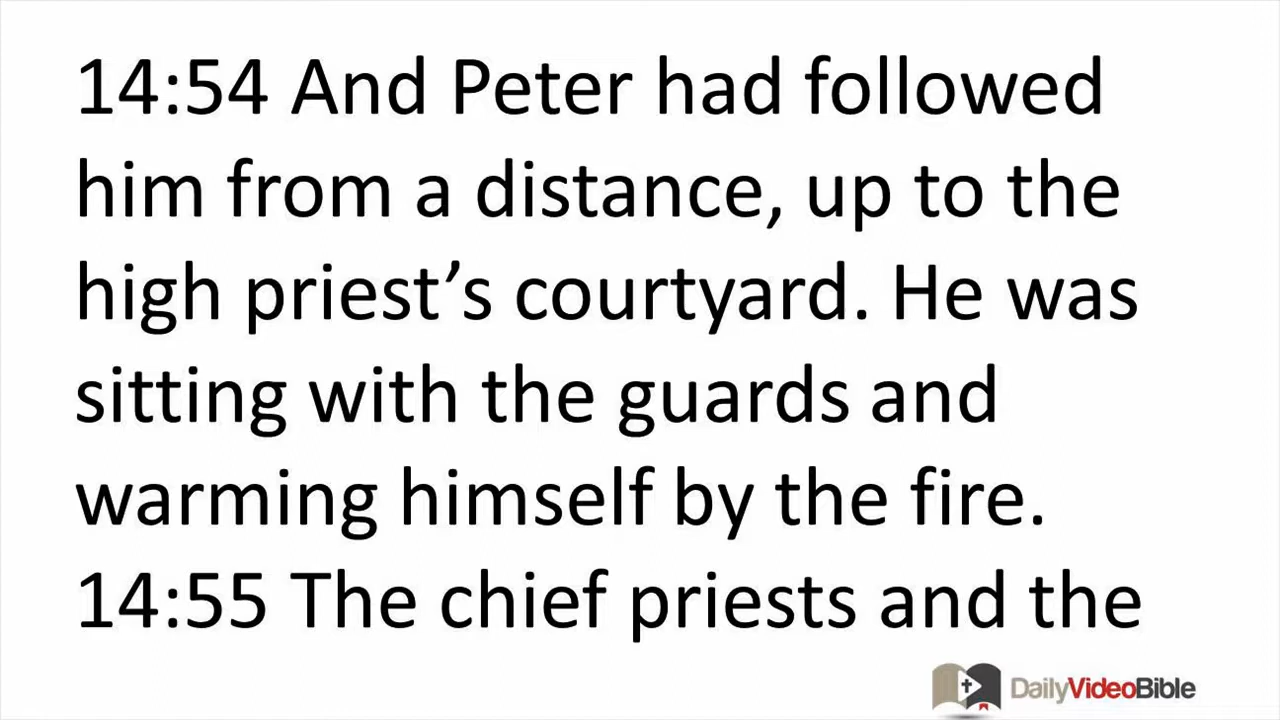 14:54 And Peter had followed
him from a distance, up to the
high priest’s courtyard. He was
sitting with the guards and
warming himself by the fire.
14:55 The chief priests and the
DailyVideoBible